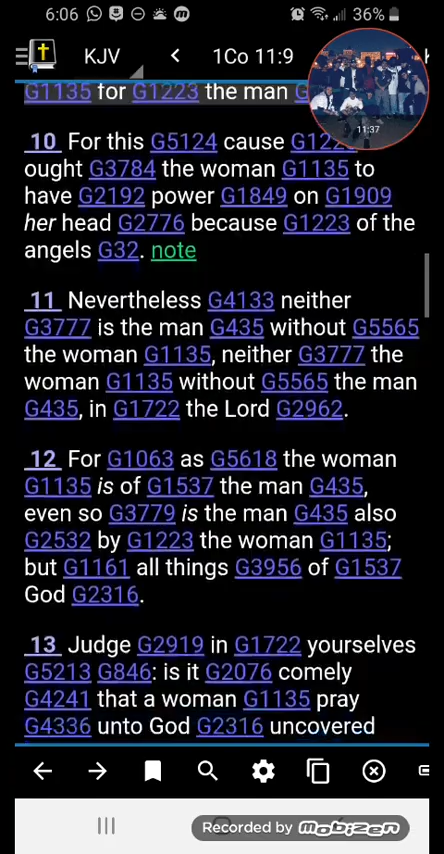 6:06 36%
KJV < 1Co 11:9
G1135 for G1223 the man
11:37
10 For this G5124 cause
ought G3784 the woman G1135 to
have G2192 power G1849 on G1909
her head G2776 because G1223 of the
angels G32. note
11 Nevertheless G4133 neither
G3777 is the man G435 without G5565
the woman G1135, neither G3777 the
woman G1135 without G5565 the man
G435, in G1722 the Lord G2962.
12 For G1063 as G5618 the woman
G1135 is of G1537 the man G435,
even so G3779 is the man G435 also
G2532 by G1223 the woman G1135;
but G1161 all things G3956 of G1537
God G2316.
13 Judge G2919 in G1722 yourselves
G5213 G846: is it G2076 comely
G4241 that a woman G1135 pray
G4336 unto God G2316 uncovered
Recorded by Mobizen